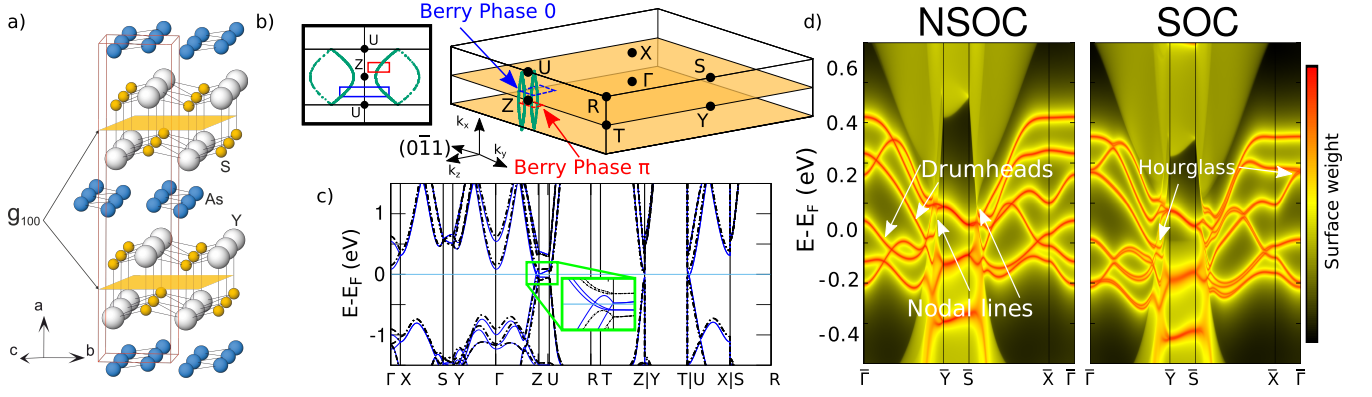 a)
S
g100
As
Y
a
c
b
b)
Berry Phase 0
U
Z
U
U
Z
X
Γ
S
R
T
Y
kx
ky
kz
(01̄1)
Berry Phase π
c)
E-EF (eV)
1
0
-1
Γ X S Y Γ Z U R T Z|Y T|U X|S R
d)
NSOC
SOC
E- EF (eV)
0.6
0.4
0.2
0.0
-0.2
-0.4
Drumheads
Nodal lines
Hourglass
Γ̄ Ȳ S̄ X̄ Γ̄
Γ̄ Ȳ S̄ X̄ Γ̄
Surface weight